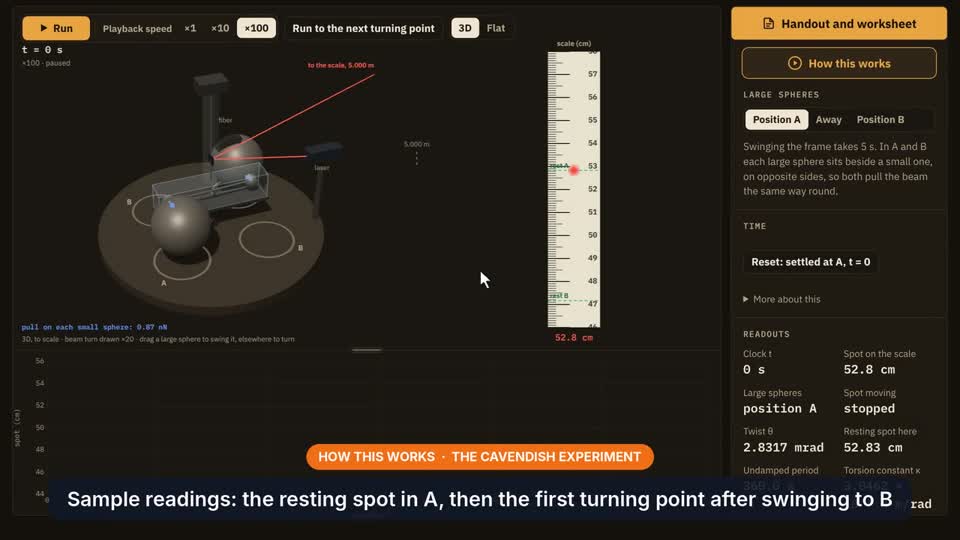 Run
Playback speed ×1 ×10 ×100
Run to the next turning point
3D Flat
t = 0 s
×100 · paused
to the scale, 5.000 m
fiber
laser
5.000 m
B
B
A
pull on each small sphere: 0.87 nN
3D, to scale · beam turn drawn ×20 · drag a large sphere to swing it, elsewhere to turn
scale (cm)
57
56
55
54
53
rest A
52
51
50
49
48
rest B
47
46
52.8 cm
spot (cm)
56
54
52
50
48
46
44
0
HOW THIS WORKS · THE CAVENDISH EXPERIMENT
Sample readings: the resting spot in A, then the first turning point after swinging to B
Handout and worksheet
How this works
LARGE SPHERES
Position A Away Position B
Swinging the frame takes 5 s. In A and B
each large sphere sits beside a small one,
on opposite sides, so both pull the beam
the same way round.
TIME
Reset: settled at A, t = 0
More about this
READOUTS
Clock t Spot on the scale
0 s 52.8 cm
Large spheres Spot moving
position A stopped
Twist θ Resting spot here
2.8317 mrad 52.83 cm
Undamped period Torsion constant κ